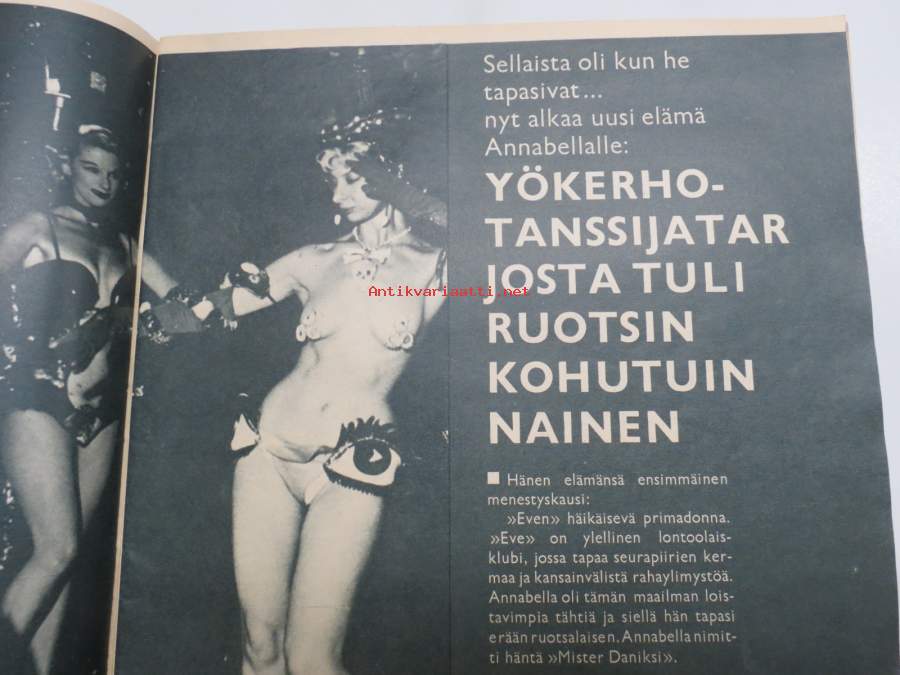 Sellaista oli kun he
tapasivat...
nyt alkaa uusi elämä
Annabellalle:
YÖKERHO-
TANSSIJATAR
JOSTA TULI
RUOTSIN
KOHUTUIN
NAINEN
■ Hänen elämänsä ensimmäinen
menestyskausi:
»Even» häikäisevä primadonna.
»Eve» on ylellinen lontoolais-
klubi, jossa tapaa seurapiirien ker-
maa ja kansainvälistä rahaylimystöä.
Annabella oli tämän maailman lois-
tavimpia tähtiä ja siellä hän tapasi
erään ruotsalaisen. Annabella nimit-
ti häntä »Mister Daniksi».
Antikvariaatti.net